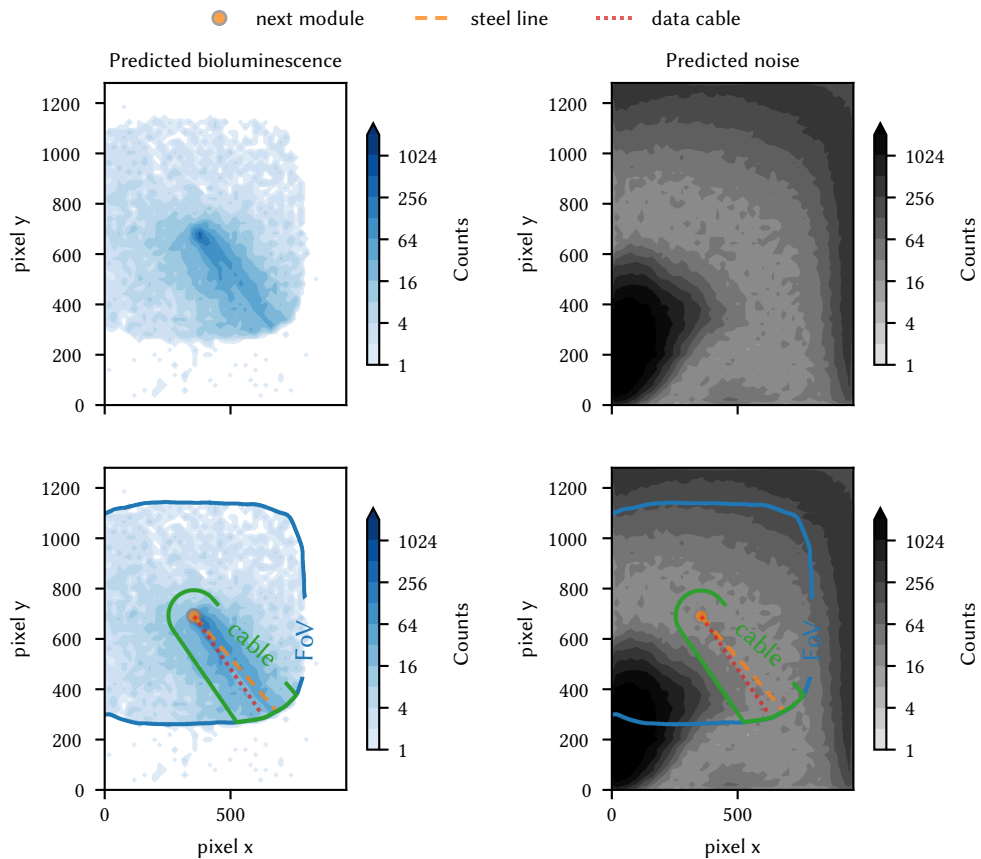 next module
steel line
data cable
Predicted bioluminescence
Predicted noise
pixel y
1200
1000
800
600
400
200
0
1024
256
64
16
4
1
Counts
pixel y
1200
1000
800
600
400
200
0
1024
256
64
16
4
1
Counts
pixel y
1200
1000
800
600
400
200
0
cable
FoV
0
500
pixel x
1024
256
64
16
4
1
Counts
pixel y
1200
1000
800
600
400
200
0
cable
FoV
0
500
pixel x
1024
256
64
16
4
1
Counts